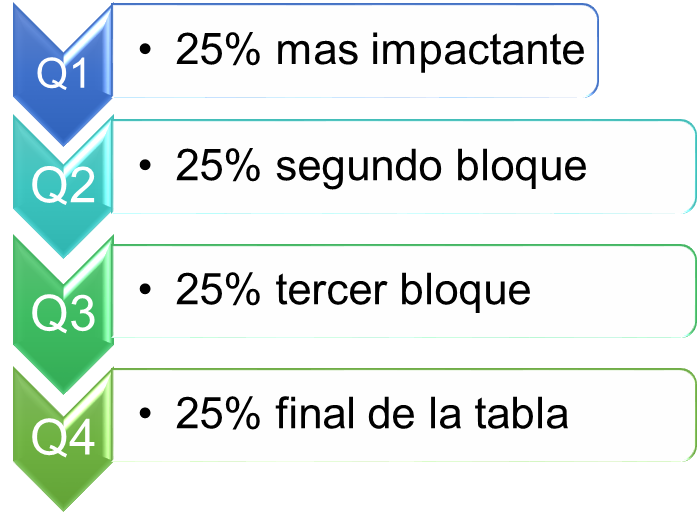 Q1
• 25% mas impactante
Q2
• 25% segundo bloque
Q3
• 25% tercer bloque
Q4
• 25% final de la tabla